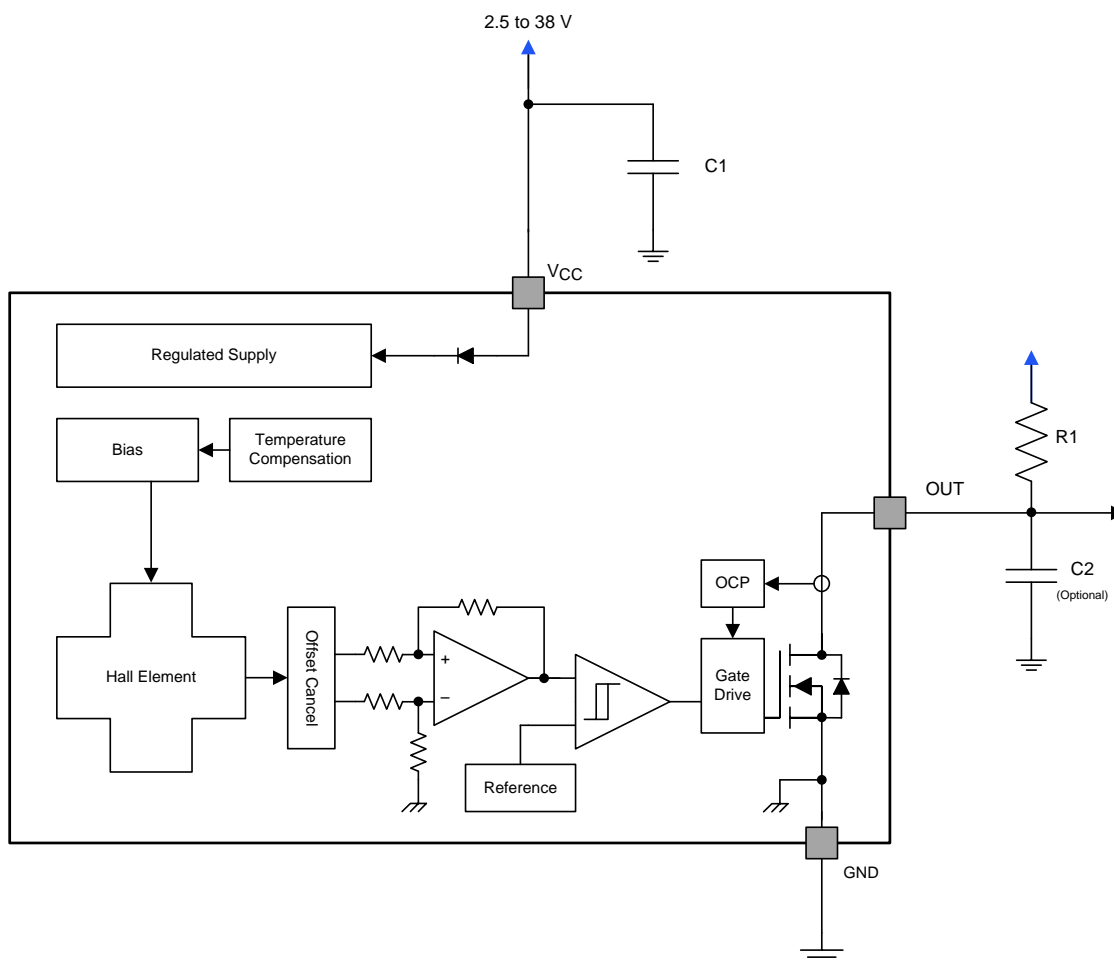 2.5 to 38 V
C1
VCC
Regulated Supply
Bias
Temperature
Compensation
R1
OUT
C2
(Optional)
OCP
Hall Element
Offset Cancel
+
–
Gate
Drive
Reference
GND